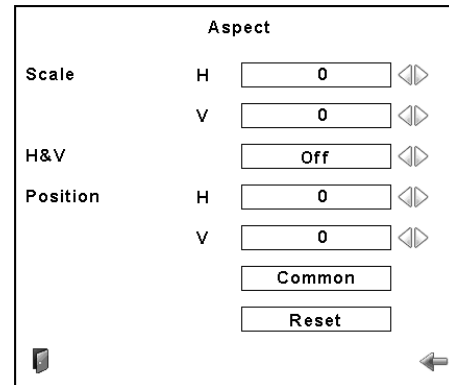 Aspect
Scale H 0
V 0
H&V Off
Position H 0
V 0
Common
Reset